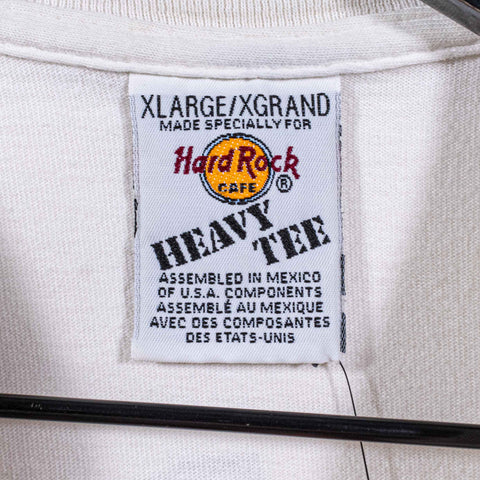 XLARGE/XGRAND
MADE SPECIALLY FOR
Hard Rock
CAFE ®
HEAVY
TEE
ASSEMBLED IN MEXICO
OF U.S.A. COMPONENTS
ASSEMBLÉ AU MEXIQUE
AVEC DES COMPOSANTES
DES ETATS-UNIS